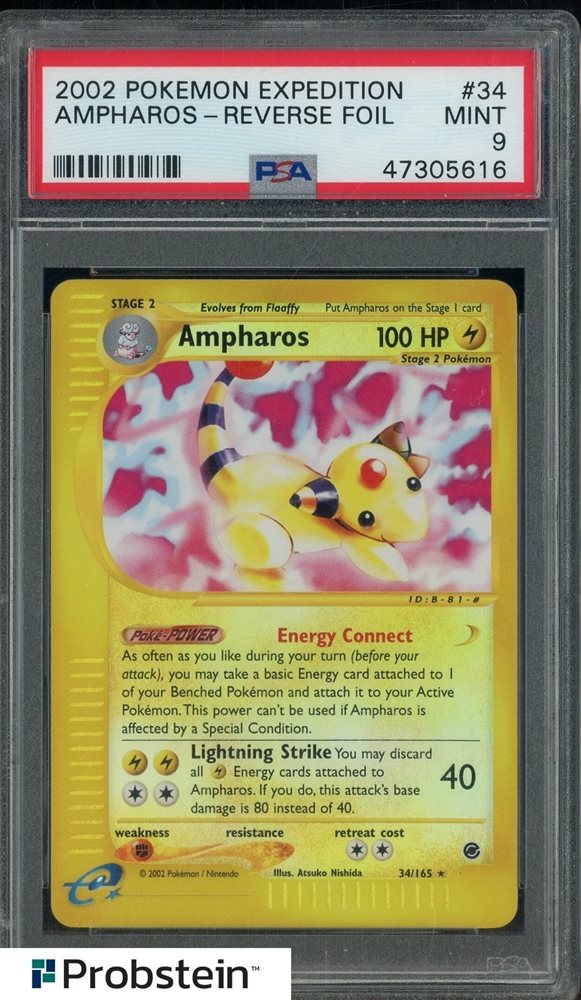 2002 POKEMON EXPEDITION #34
AMPHAROS – REVERSE FOIL MINT
9
PSA 47305616
STAGE 2 Evolves from Flaaffy Put Ampharos on the Stage 1 card
Ampharos 100 HP
Stage 2 Pokémon
ID:B-81-#
Poké-POWER Energy Connect
As often as you like during your turn (before your
attack), you may take a basic Energy card attached to 1
of your Benched Pokémon and attach it to your Active
Pokémon. This power can't be used if Ampharos is
affected by a Special Condition.
Lightning Strike You may discard
all Energy cards attached to
Ampharos. If you do, this attack's base
damage is 80 instead of 40.
40
weakness resistance retreat cost
© 2002 Pokémon / Nintendo Illus. Atsuko Nishida 34/165 ★
e
PSA
Probstein™